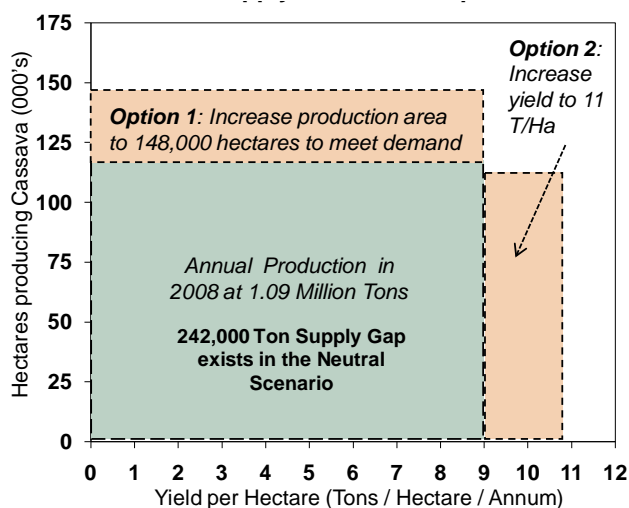 Hectares producing Cassava (000's)
175
150
125
100
75
50
25
0
Option 1: Increase production area
to 148,000 hectares to meet demand
Option 2:
Increase
yield to 11
T/Ha
Annual Production in
2008 at 1.09 Million Tons
242,000 Ton Supply Gap
exists in the Neutral
Scenario
0 1 2 3 4 5 6 7 8 9 10 11 12
Yield per Hectare (Tons / Hectare / Annum)